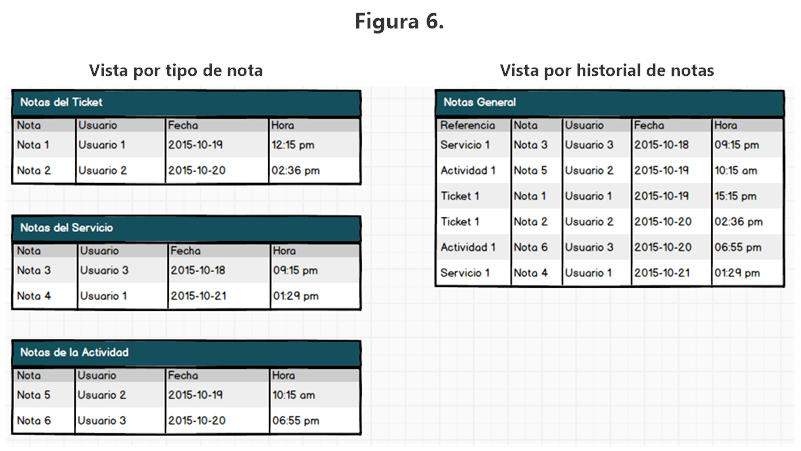 Figura 6.
Vista por tipo de nota
Notas del Ticket
Nota Usuario Fecha Hora
Nota 1 Usuario 1 2015-10-19 12:15 pm
Nota 2 Usuario 2 2015-10-20 02:36 pm
Notas del Servicio
Nota Usuario Fecha Hora
Nota 3 Usuario 3 2015-10-18 09:15 pm
Nota 4 Usuario 1 2015-10-21 01:29 pm
Notas de la Actividad
Nota Usuario Fecha Hora
Nota 5 Usuario 2 2015-10-19 10:15 am
Nota 6 Usuario 3 2015-10-20 06:55 pm
Vista por historial de notas
Notas General
Referencia Nota Usuario Fecha Hora
Servicio 1 Nota 3 Usuario 3 2015-10-18 09:15 pm
Actividad 1 Nota 5 Usuario 2 2015-10-19 10:15 am
Ticket 1 Nota 1 Usuario 1 2015-10-19 15:15 pm
Ticket 1 Nota 2 Usuario 2 2015-10-20 02:36 pm
Actividad 1 Nota 6 Usuario 3 2015-10-20 06:55 pm
Servicio 1 Nota 4 Usuario 1 2015-10-21 01:29 pm